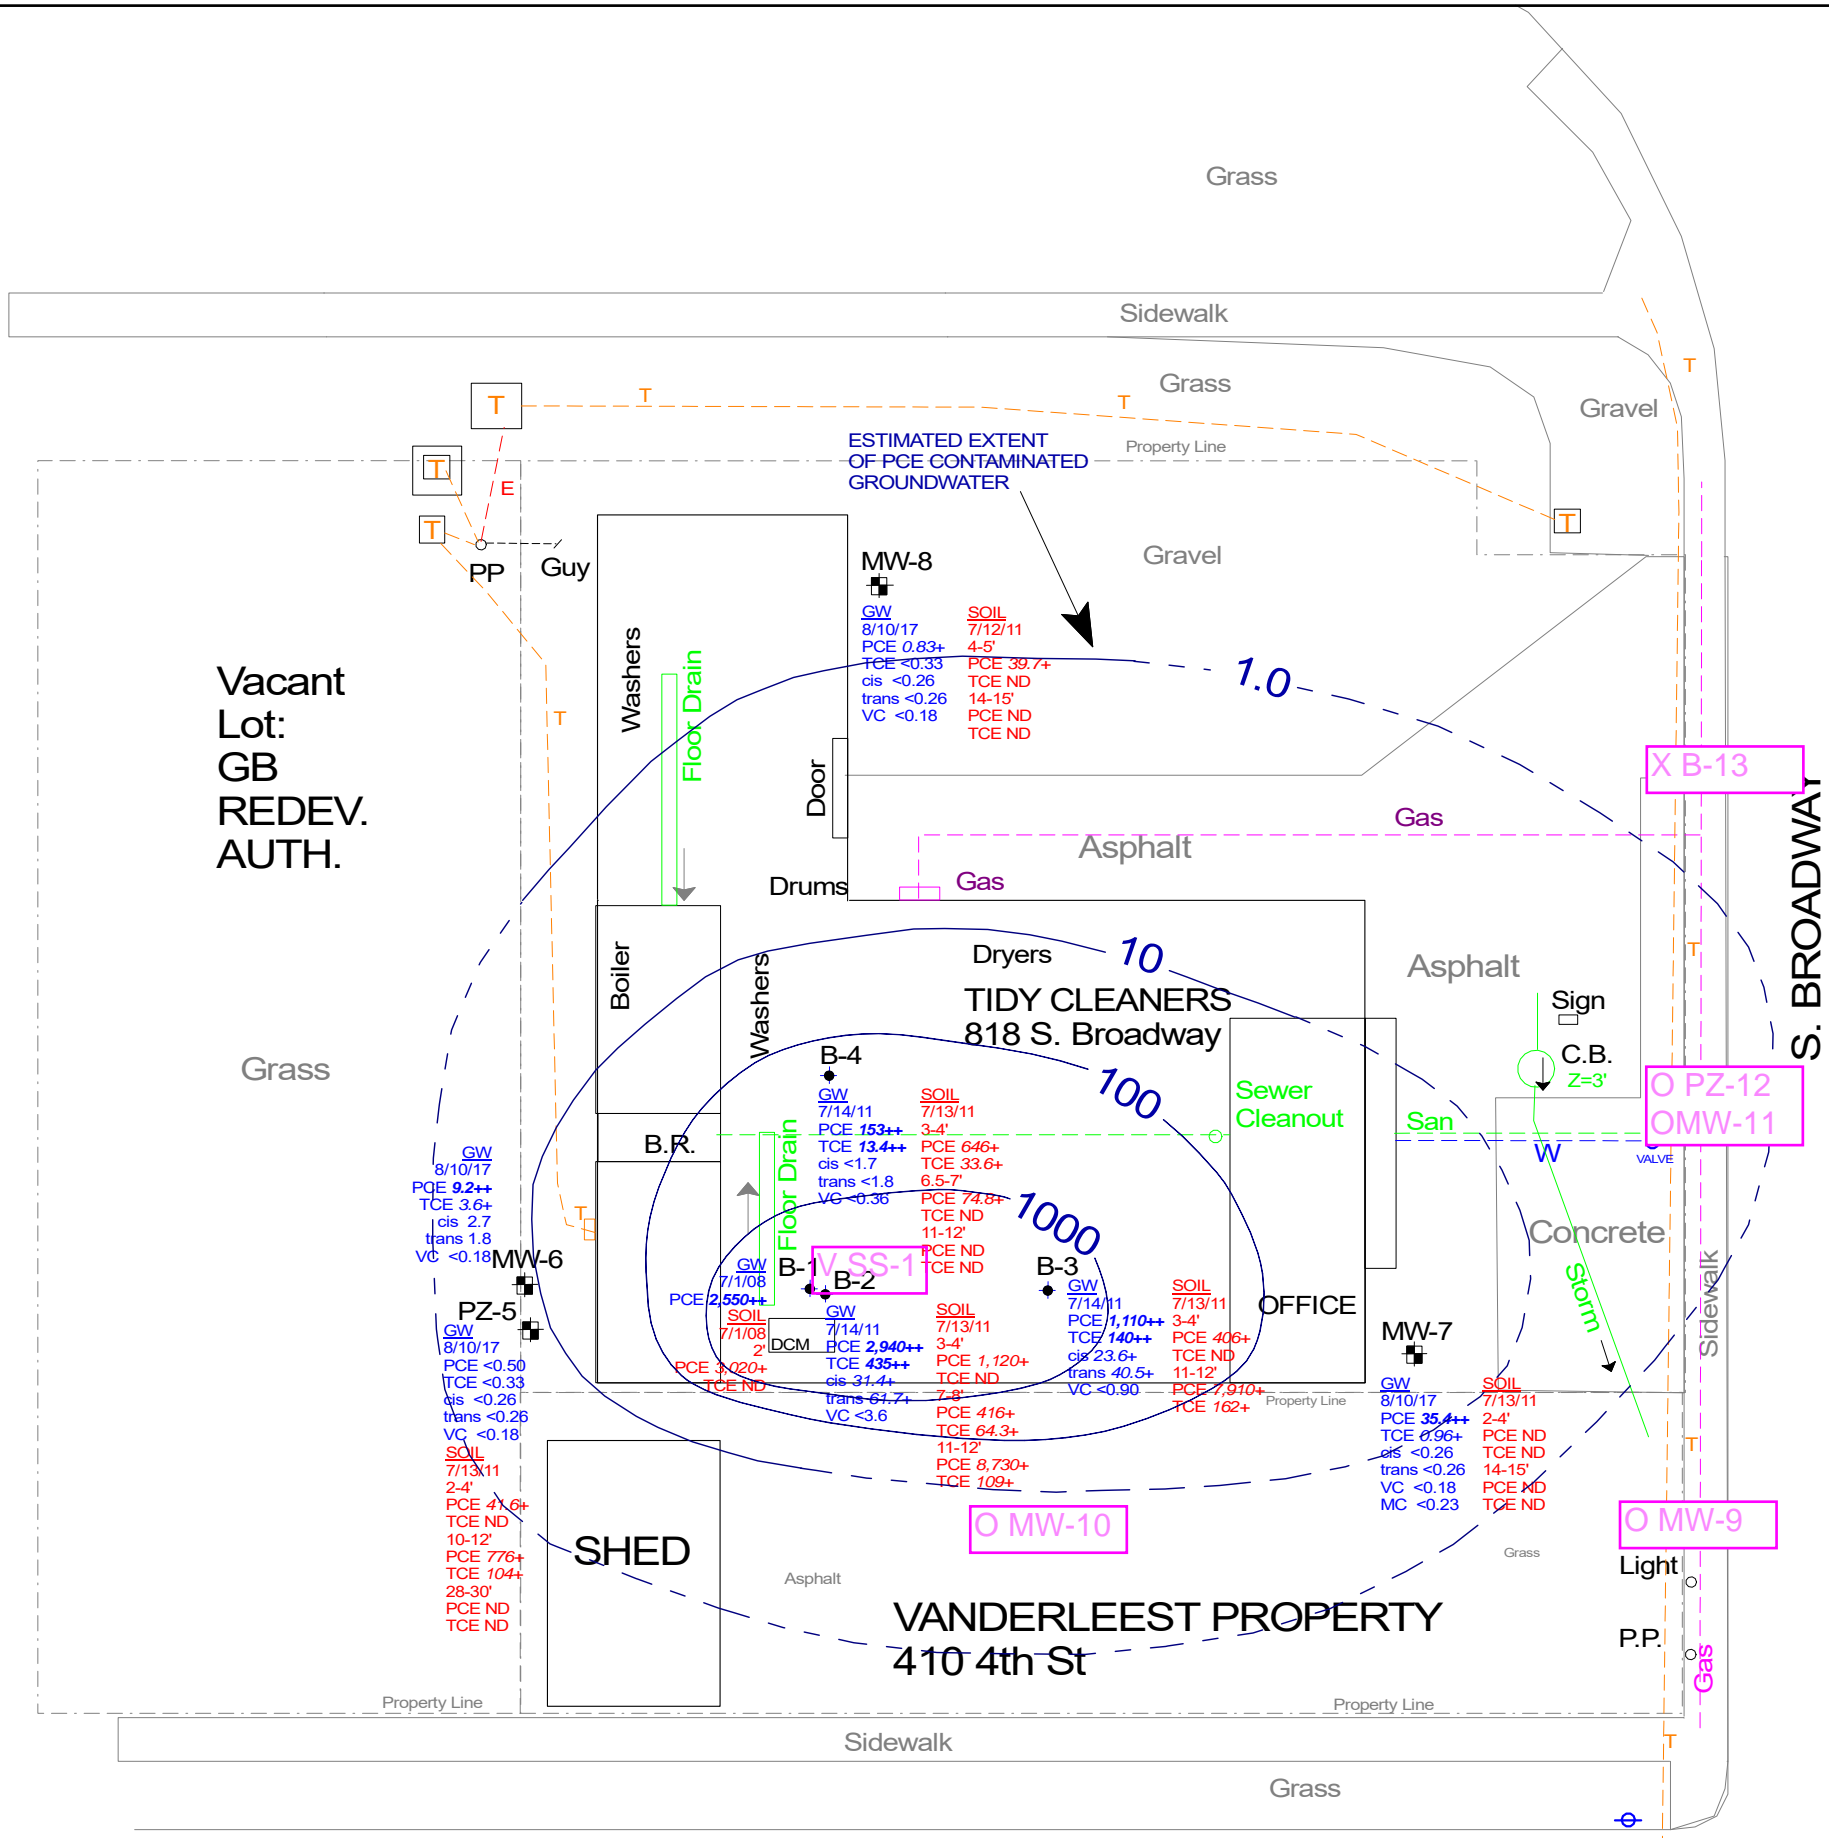 Grass
Sidewalk
Grass
Gravel
T
T
T
T
T
T
T
E
PP
Guy
Property Line
ESTIMATED EXTENT
OF PCE CONTAMINATED
GROUNDWATER
Gravel
MW-8
GW
8/10/17
PCE 0.83+
TCE <0.33
cis <0.26
trans <0.26
VC <0.18
SOIL
7/12/11
4-5'
PCE 39.7+
TCE ND
14-15'
PCE ND
TCE ND
1.0
Vacant
Lot:
GB
REDEV.
AUTH.
T
Washers
Floor Drain
Door
X B-13
S. BROADWAY
Gas
Asphalt
Drums
Gas
Boiler
Washers
Dryers
10
Asphalt
T
TIDY CLEANERS
818 S. Broadway
Sign
C.B.
Z=3'
Grass
B-4
GW
7/14/11
PCE 153++
TCE 13.4++
cis <1.7
trans <1.8
VC <0.36
SOIL
7/13/11
3-4'
PCE 646+
TCE 33.6+
6.5-7'
PCE 74.8+
TCE ND
11-12'
PCE ND
TCE ND
100
Sewer
Cleanout
San
W
VALVE
O PZ-12
OMW-11
B.R.
Floor Drain
GW
8/10/17
PCE 9.2++
TCE 3.6+
cis 2.7
trans 1.8
VC <0.18
MW-6
T
1000
Concrete
Storm
Sidewalk
PZ-5
GW
8/10/17
PCE <0.50
TCE <0.33
cis <0.26
trans <0.26
VC <0.18
SOIL
7/13/11
2-4'
PCE 41.6+
TCE ND
10-12'
PCE 776+
TCE 104+
28-30'
PCE ND
TCE ND
B-1
V SS-1
B-2
GW
7/1/08
PCE 2,550++
SOIL
7/1/08
2'
PCE 3,020+
TCE ND
DCM
GW
7/14/11
PCE 2,940++
TCE 435++
cis 31.4+
trans 61.7+
VC <3.6
SOIL
7/13/11
3-4'
PCE 1,120+
TCE ND
7-8'
PCE 416+
TCE 64.3+
11-12'
PCE 8,730+
TCE 109+
B-3
GW
7/14/11
PCE 1,110++
TCE 140++
cis 23.6+
trans 40.5+
VC <0.90
SOIL
7/13/11
3-4'
PCE 406+
TCE ND
11-12'
PCE 7,910+
TCE 162+
OFFICE
Property Line
MW-7
GW
8/10/17
PCE 35.4++
TCE 0.96+
cis <0.26
trans <0.26
VC <0.18
MC <0.23
SOIL
7/13/11
2-4'
PCE ND
TCE ND
14-15'
PCE ND
TCE ND
T
O MW-10
O MW-9
SHED
Asphalt
Grass
Light
VANDERLEEST PROPERTY
410 4th St
P.P.
Gas
Property Line
Property Line
Sidewalk
T
Grass